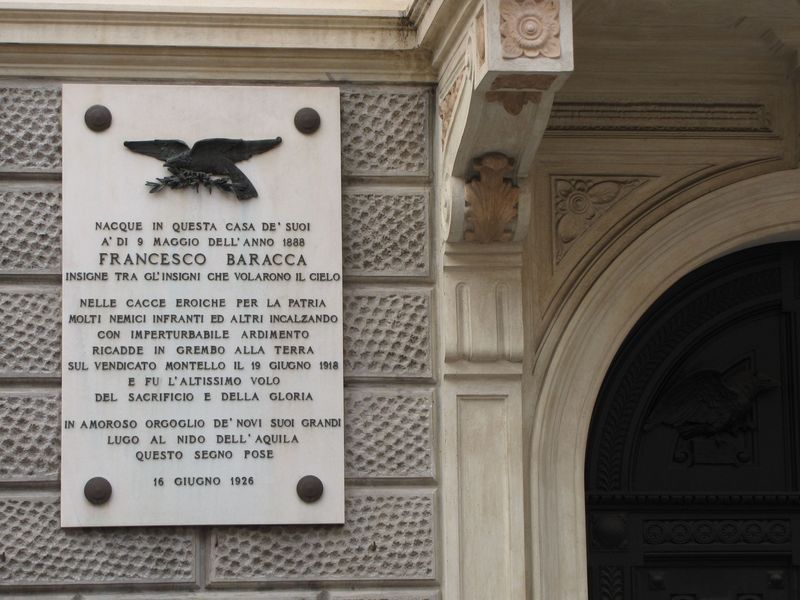 NACQUE IN QUESTA CASA DE' SUOI
A' DI 9 MAGGIO DELL'ANNO 1888
FRANCESCO BARACCA
INSIGNE TRA GL'INSIGNI CHE VOLARONO IL CIELO
NELLE CACCE EROICHE PER LA PATRIA
MOLTI NEMICI INFRANTI ED ALTRI INCALZANDO
CON IMPERTURBABILE ARDIMENTO
RICADDE IN GREMBO ALLA TERRA
SUL VENDICATO MONTELLO IL 19 GIUGNO 1918
E FU L'ALTISSIMO VOLO
DEL SACRIFICIO E DELLA GLORIA
IN AMOROSO ORGOGLIO DE' NOVI SUOI GRANDI
LUGO AL NIDO DELL'AQUILA
QUESTO SEGNO POSE
16 GIUGNO 1926